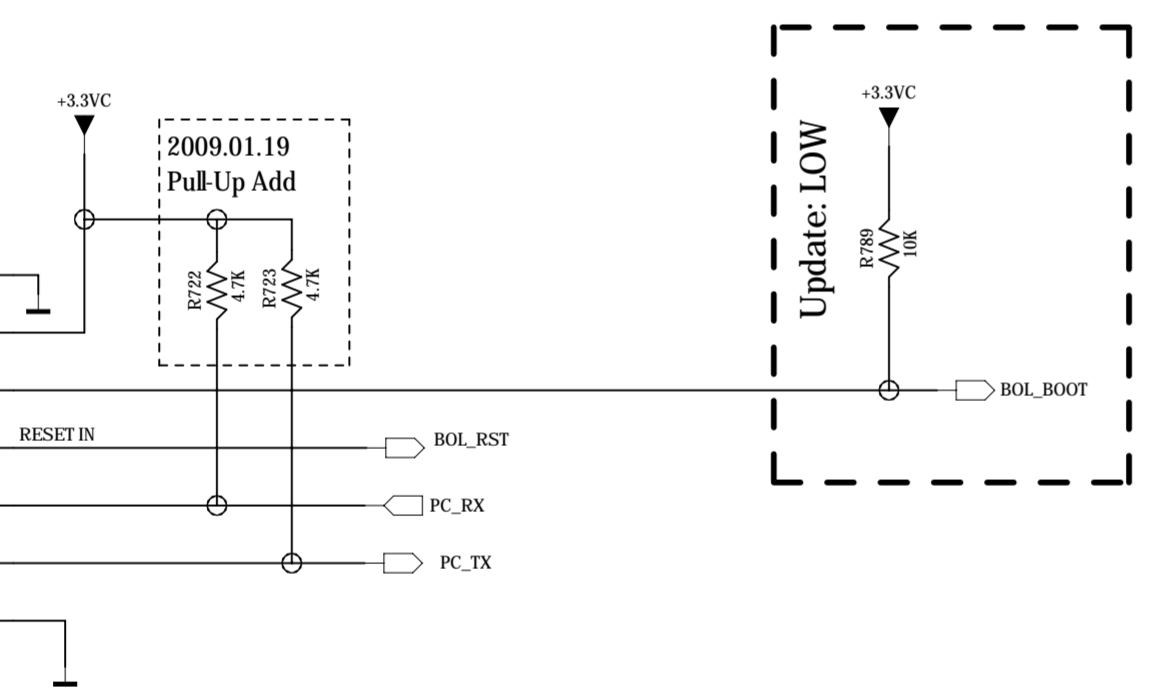 +3.3VC
2009.01.19
Pull-Up Add
R722
4.7K
R723
4.7K
RESET IN
BOL_RST
PC_RX
PC_TX
Update: LOW
+3.3VC
R789
10K
BOL_BOOT